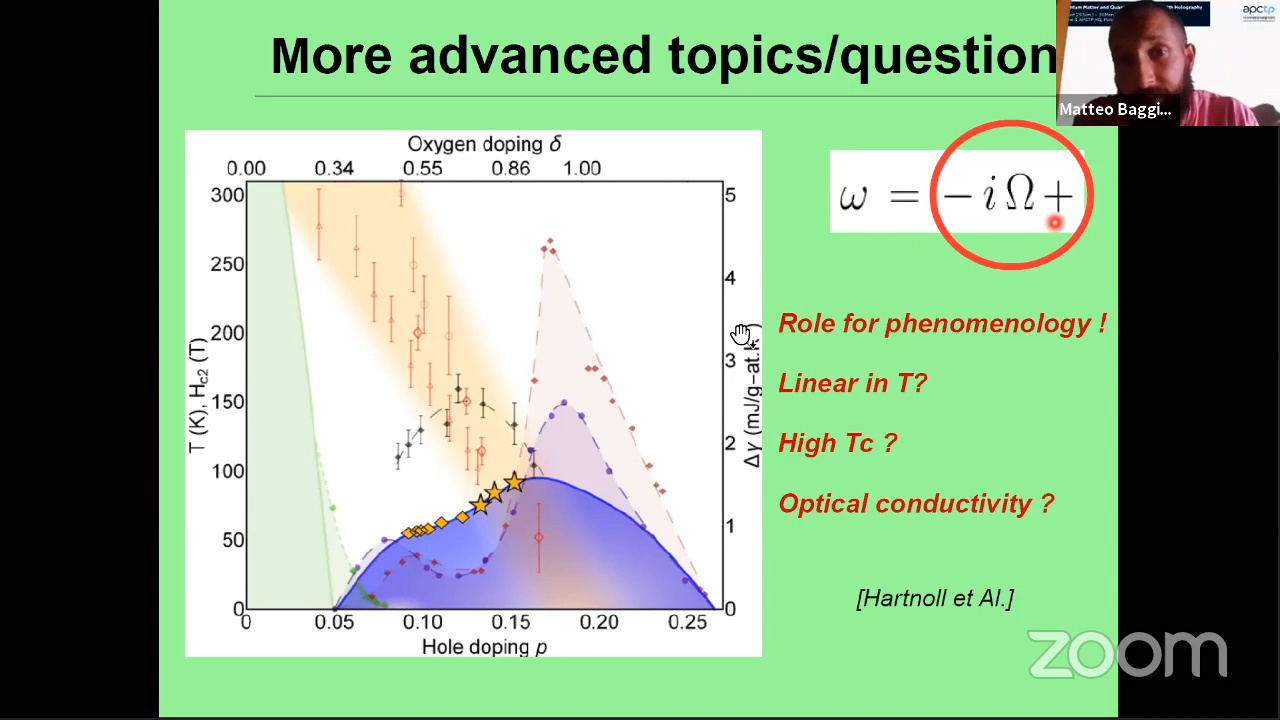 More advanced topics/question
Matteo Baggi...
apctp
Oxygen doping δ
0.00 0.34 0.55 0.86 1.00
300
250
200
150
100
50
0
T (K), Hc2 (T)
5
4
3
2
1
0
Δγ (mJ/g-at.K
0 0.05 0.10 0.15 0.20 0.25
Hole doping p
ω = − i Ω +
Role for phenomenology !
Linear in T?
High Tc ?
Optical conductivity ?
[Hartnoll et Al.]
zoom